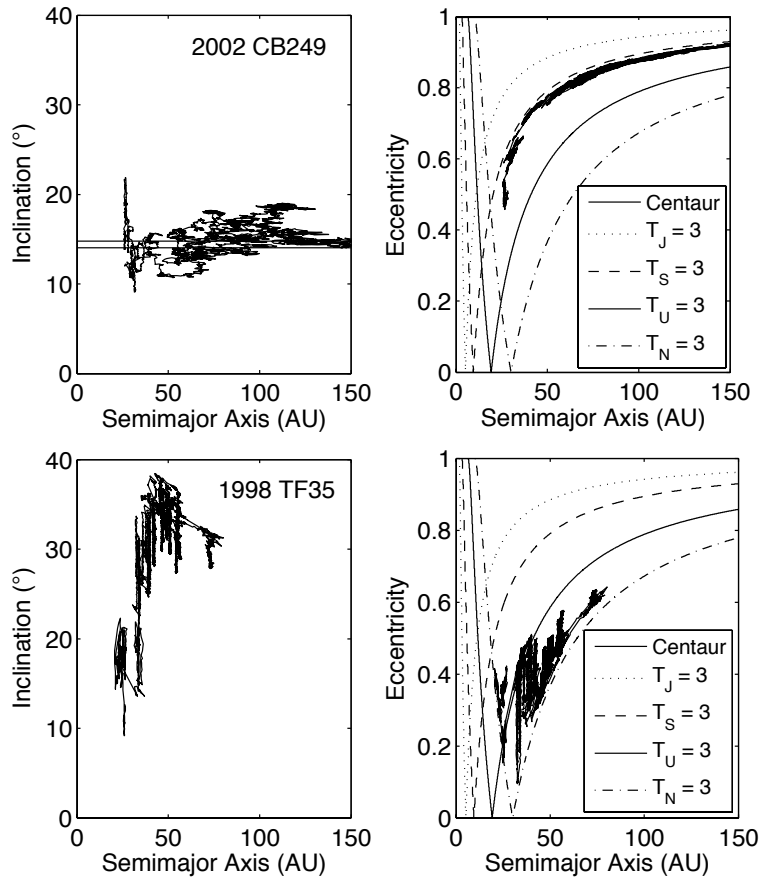 2002 CB249
Inclination (°)
40
30
20
10
0
0 50 100 150
Semimajor Axis (AU)
Eccentricity
1
0.8
0.6
0.4
0.2
0
Centaur
T_J = 3
T_S = 3
T_U = 3
T_N = 3
0 50 100 150
Semimajor Axis (AU)
1998 TF35
Inclination (°)
40
30
20
10
0
0 50 100 150
Semimajor Axis (AU)
Eccentricity
1
0.8
0.6
0.4
0.2
0
Centaur
T_J = 3
T_S = 3
T_U = 3
T_N = 3
0 50 100 150
Semimajor Axis (AU)